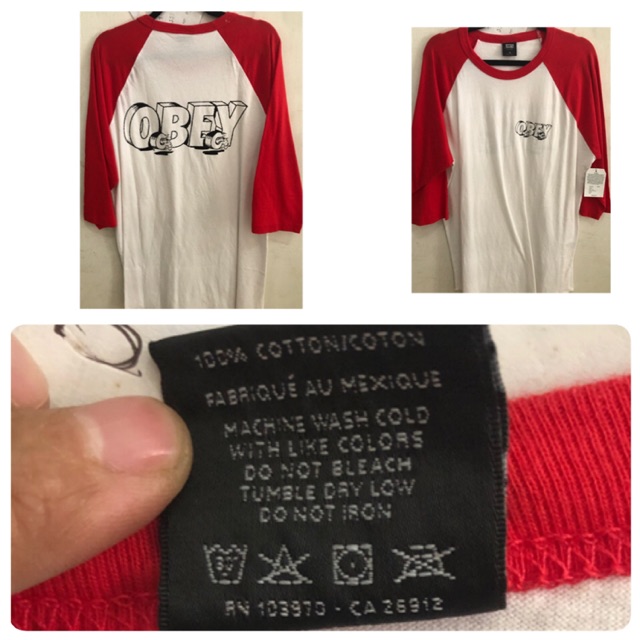 OBEY
OBEY
100% COTTON/COTON
FABRIQUÉ AU MEXIQUE
MACHINE WASH COLD
WITH LIKE COLORS
DO NOT BLEACH
TUMBLE DRY LOW
DO NOT IRON
RN 103970 - CA 26912